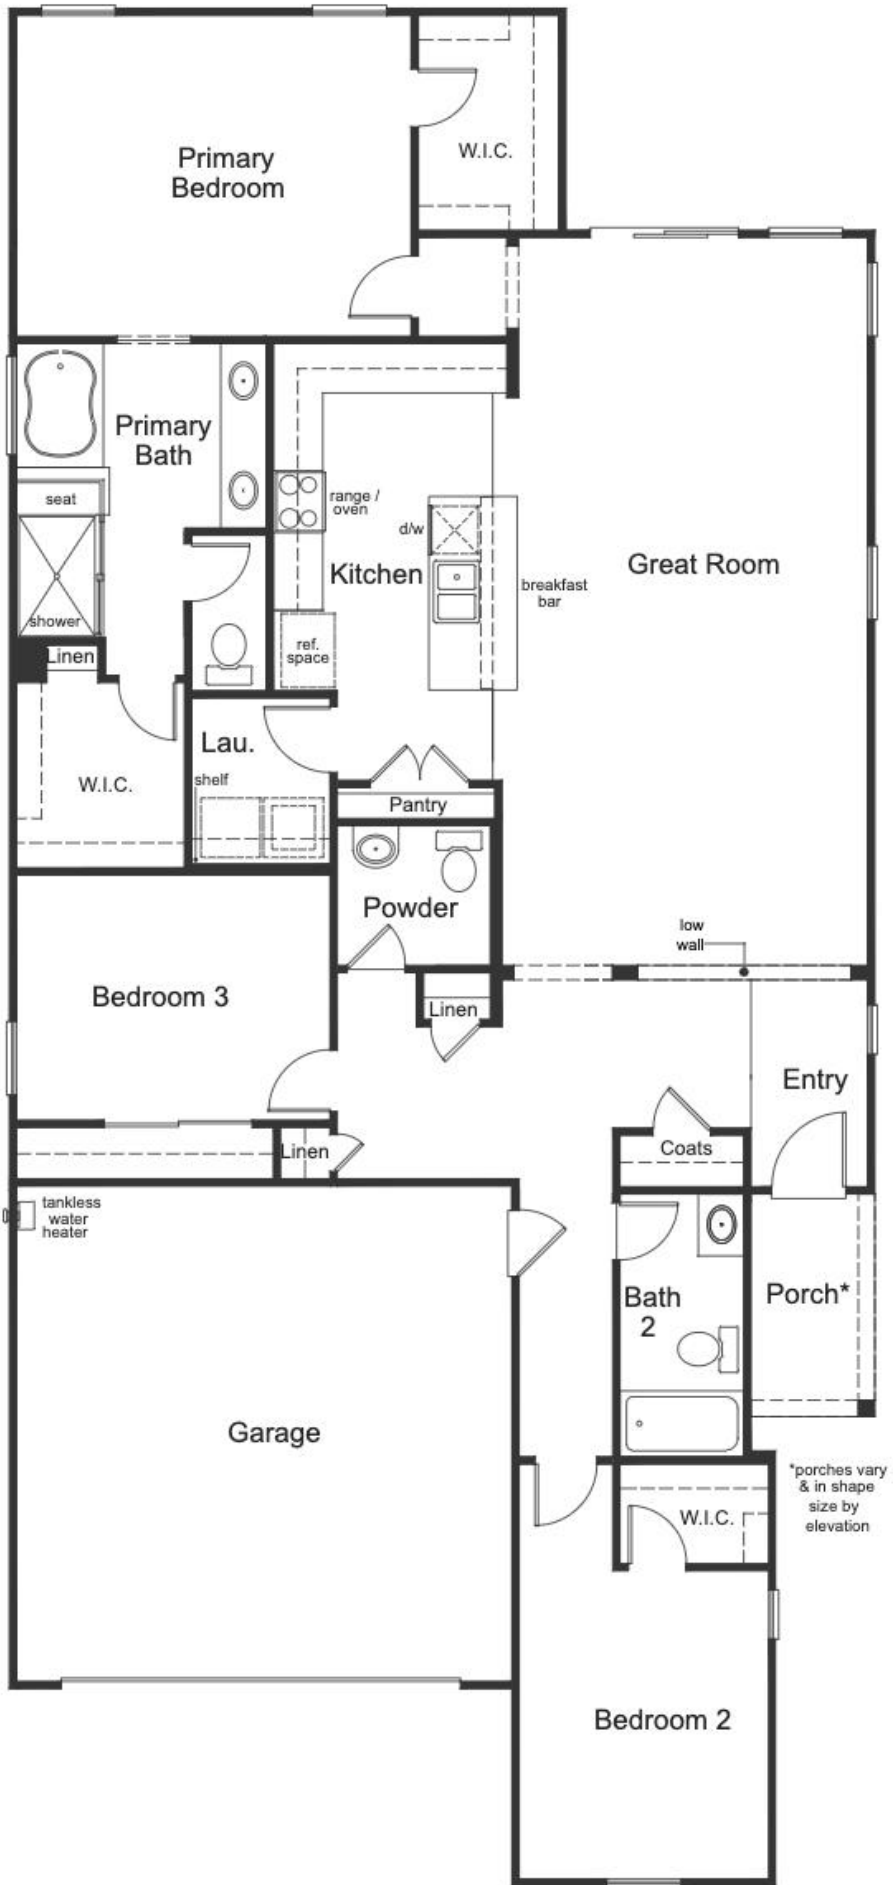 Primary
Bedroom
W.I.C.
Primary
Bath
seat
shower
Linen
range /
oven
d/w
Kitchen
breakfast
bar
Great Room
ref.
space
Lau.
shelf
W.I.C.
Pantry
Powder
low
wall
Bedroom 3
Linen
Entry
Coats
Linen
tankless
water
heater
Bath
2
Porch*
Garage
*porches vary
& in shape
size by
elevation
W.I.C.
Bedroom 2